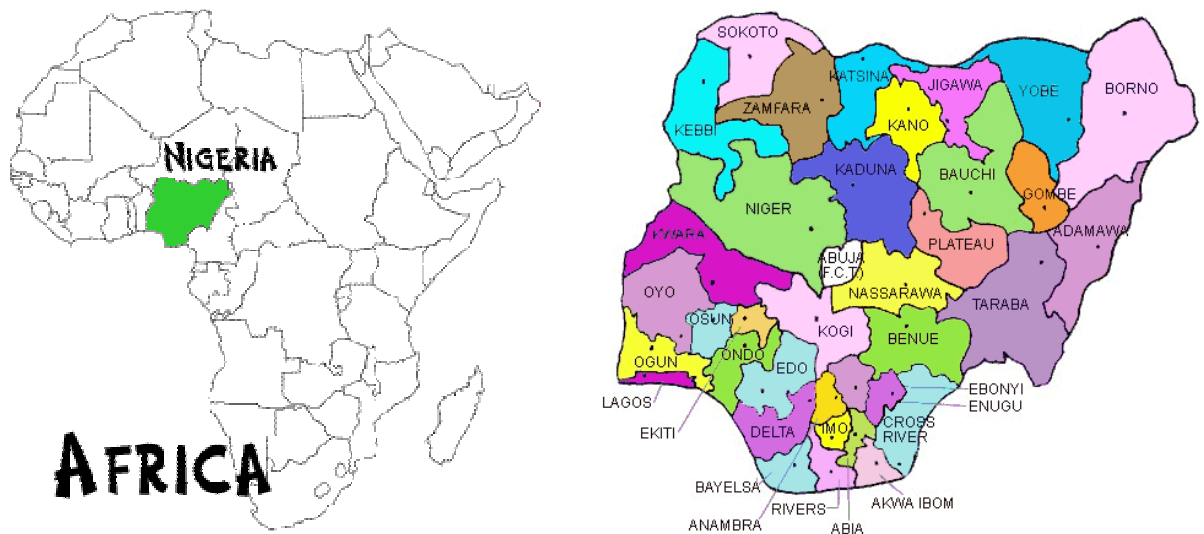 NIGERIA
AFRICA
SOKOTO
KATSINA
JIGAWA
YOBE
BORNO
ZAMFARA
KANO
KEBBI
KADUNA
BAUCHI
GOMBE
NIGER
ADAMAWA
KWARA
PLATEAU
ABUJA
(F.C.T.)
NASSARAWA
OYO
TARABA
OSUN
KOGI
BENUE
OGUN
ONDO
EDO
EBONYI
LAGOS
ENUGU
EKITI
DELTA
IMO
CROSS
RIVER
BAYELSA
RIVERS
AKWA IBOM
ANAMBRA
ABIA